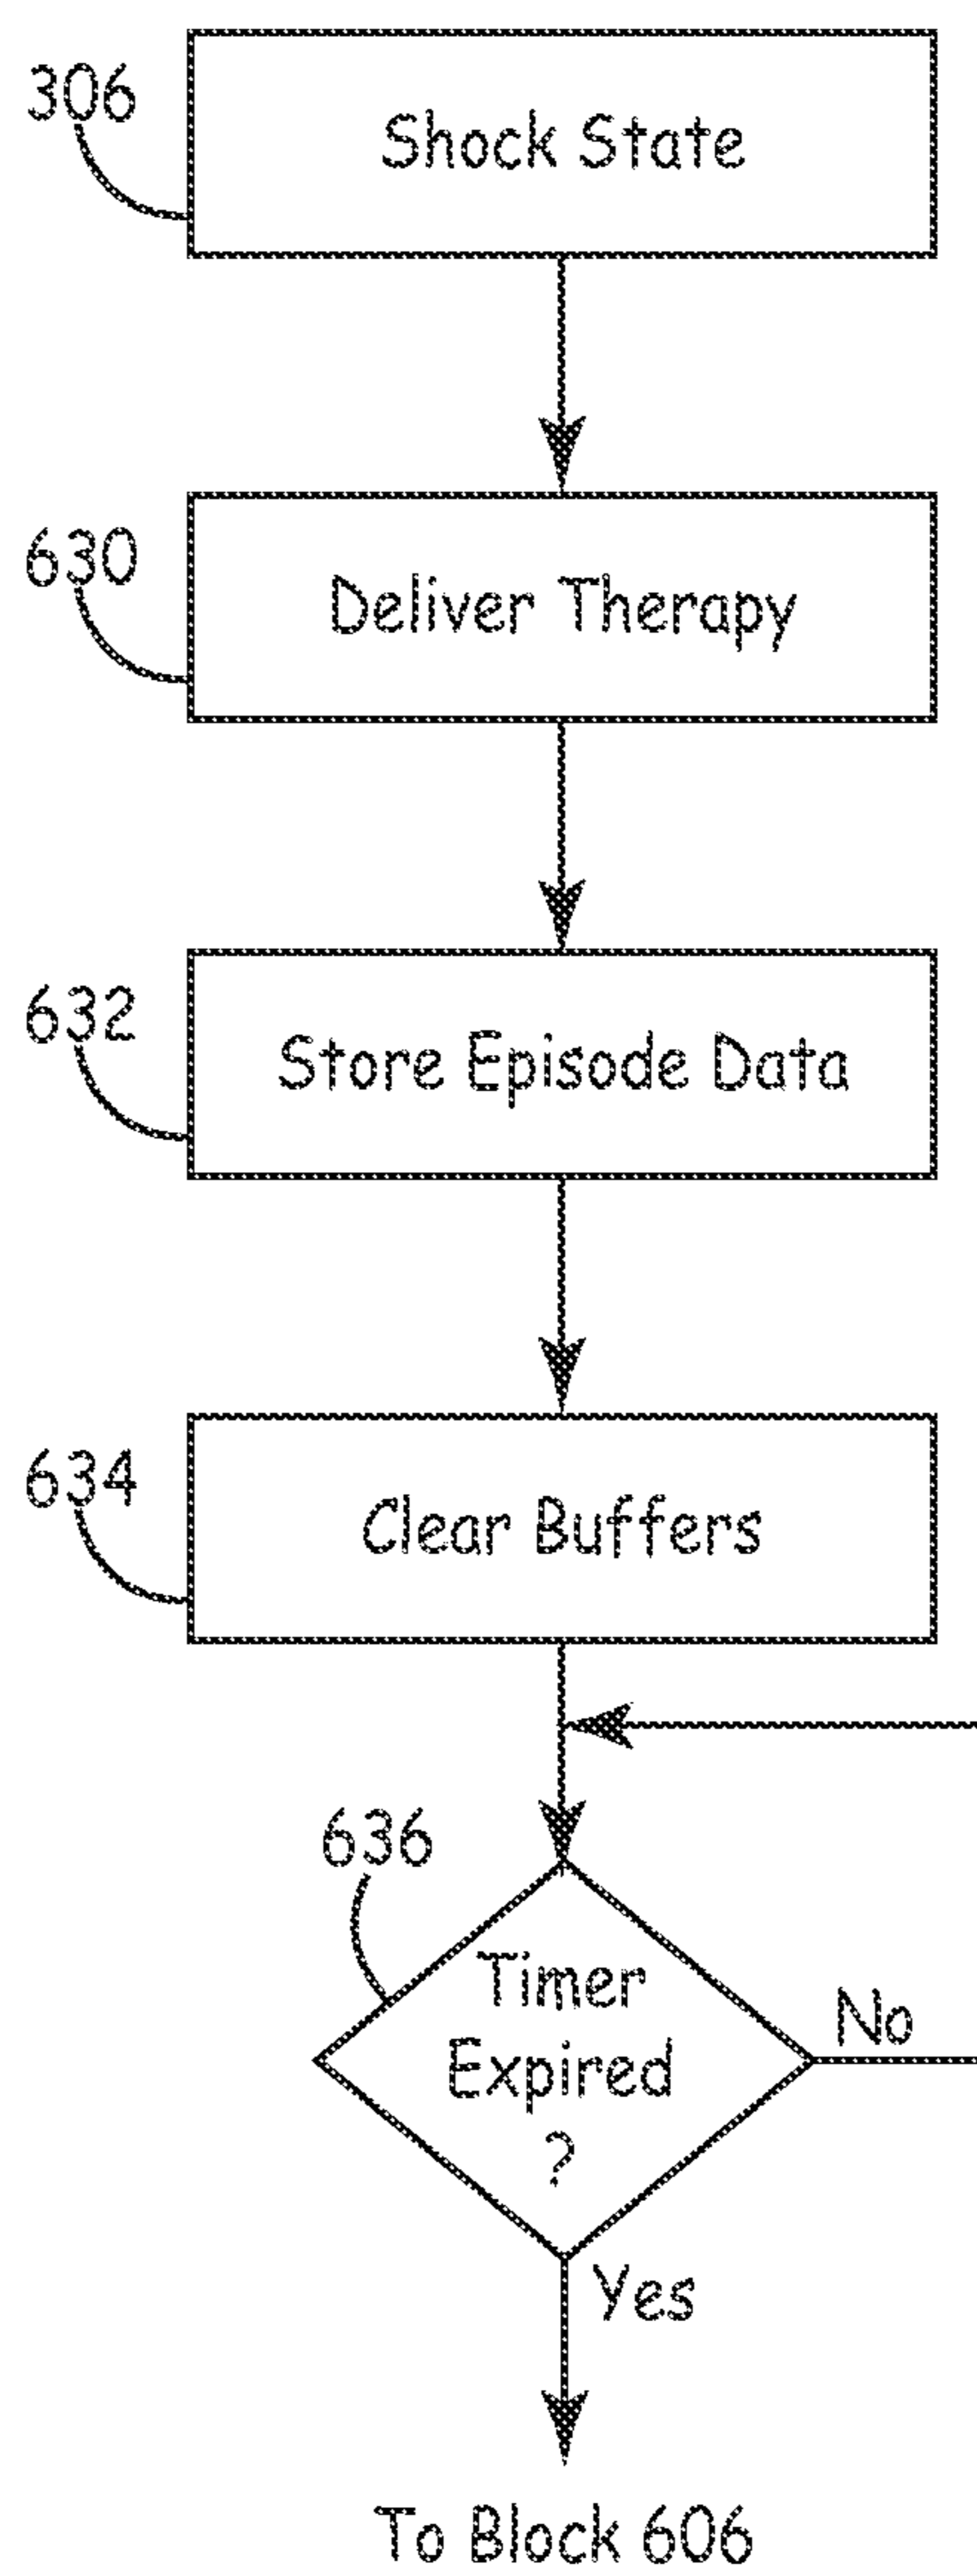 306
Shock State
630
Deliver Therapy
632
Store Episode Data
634
Clear Buffers
636
Timer
Expired
?
No
Yes
To Block 606